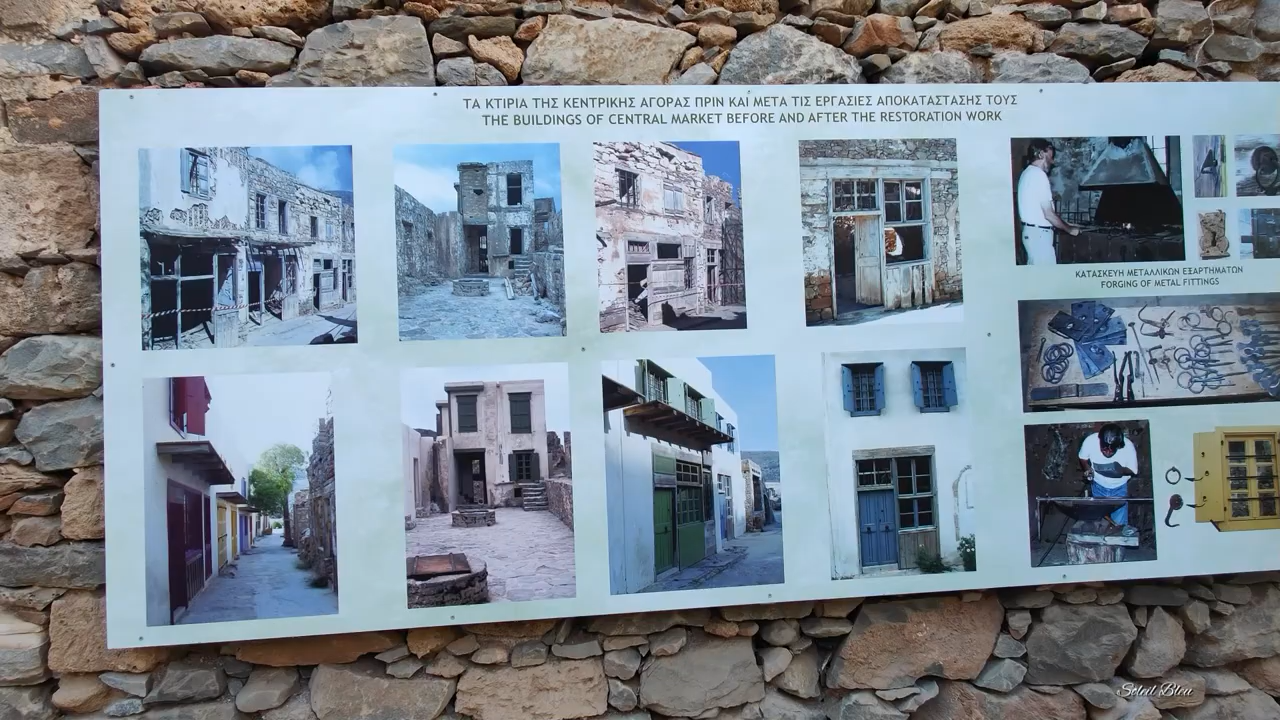 ΤΑ ΚΤΙΡΙΑ ΤΗΣ ΚΕΝΤΡΙΚΗΣ ΑΓΟΡΑΣ ΠΡΙΝ ΚΑΙ ΜΕΤΑ ΤΙΣ ΕΡΓΑΣΙΕΣ ΑΠΟΚΑΤΑΣΤΑΣΗΣ ΤΟΥΣ
THE BUILDINGS OF CENTRAL MARKET BEFORE AND AFTER THE RESTORATION WORK
ΚΑΤΑΣΚΕΥΗ ΜΕΤΑΛΛΙΚΩΝ ΕΞΑΡΤΗΜΑΤΩΝ
FORGING OF METAL FITTINGS
Soleil Bleu